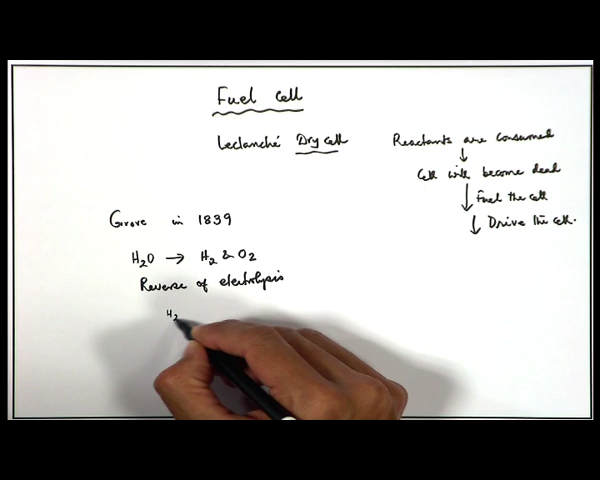 Fuel Cell
Leclanché Dry cell
Reactants are consumed
↓
Cell will become dead
↓ Fuel the cell
↓ Drive the cell.
Grove in 1839
H₂O → H₂ & O₂
Reverse of electrolysis
H₂